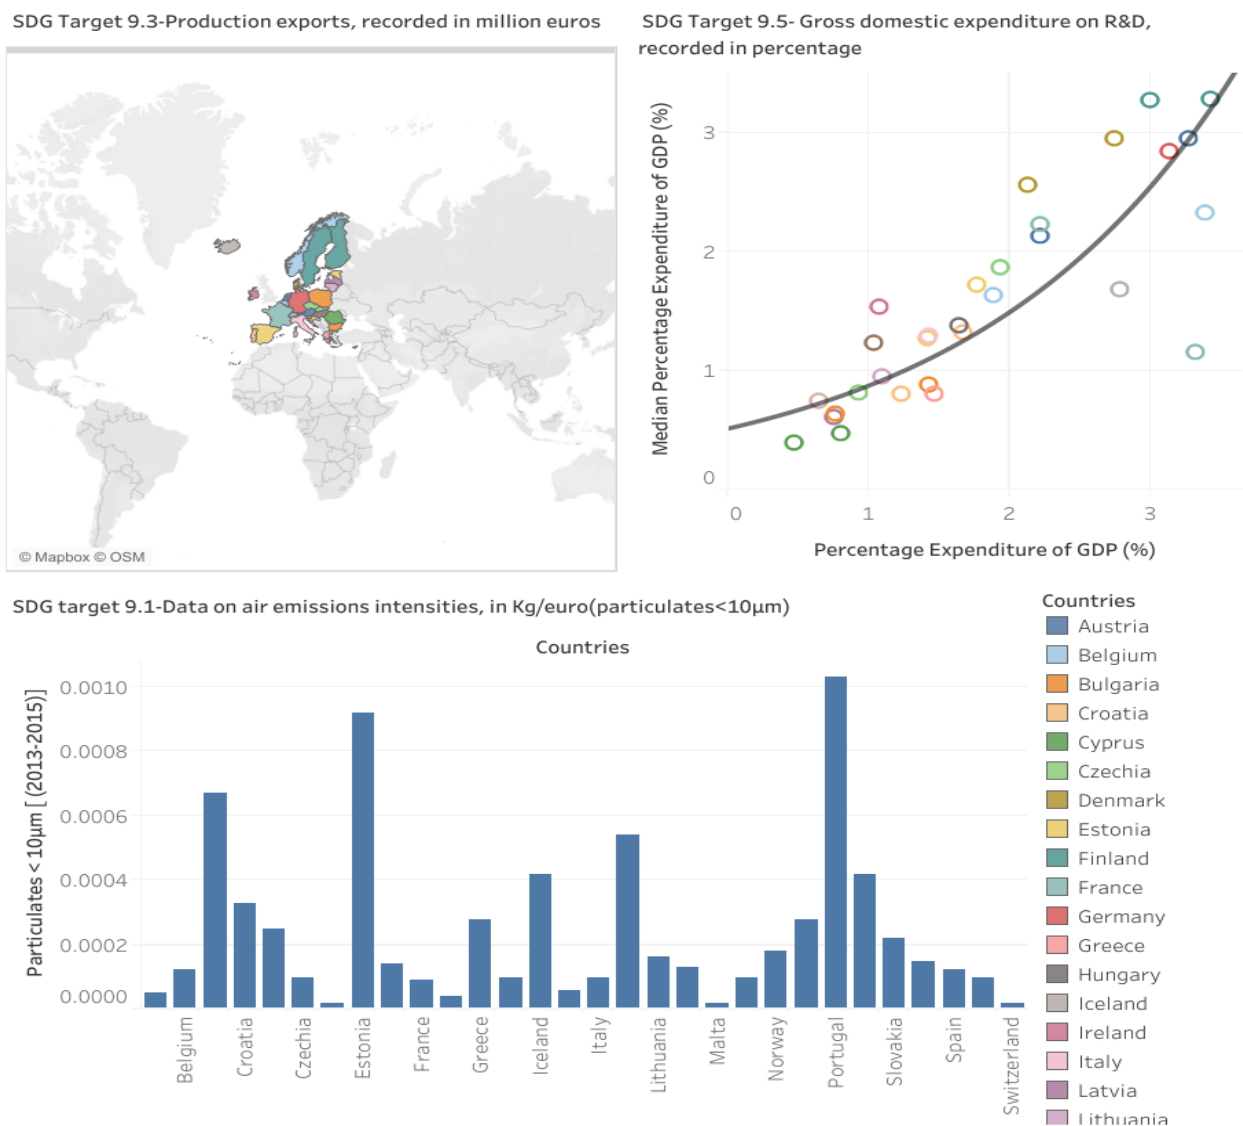 SDG Target 9.3-Production exports, recorded in million euros
© Mapbox © OSM
SDG Target 9.5- Gross domestic expenditure on R&D,
recorded in percentage
Median Percentage Expenditure of GDP (%)
3
2
1
0
0 1 2 3
Percentage Expenditure of GDP (%)
SDG target 9.1-Data on air emissions intensities, in Kg/euro(particulates<10μm)
Countries
Particulates < 10μm [ (2013-2015)]
0.0010
0.0008
0.0006
0.0004
0.0002
0.0000
Belgium
Croatia
Czechia
Estonia
France
Greece
Iceland
Italy
Lithuania
Malta
Norway
Portugal
Slovakia
Spain
Switzerland
Countries
Austria
Belgium
Bulgaria
Croatia
Cyprus
Czechia
Denmark
Estonia
Finland
France
Germany
Greece
Hungary
Iceland
Ireland
Italy
Latvia
Lithuania